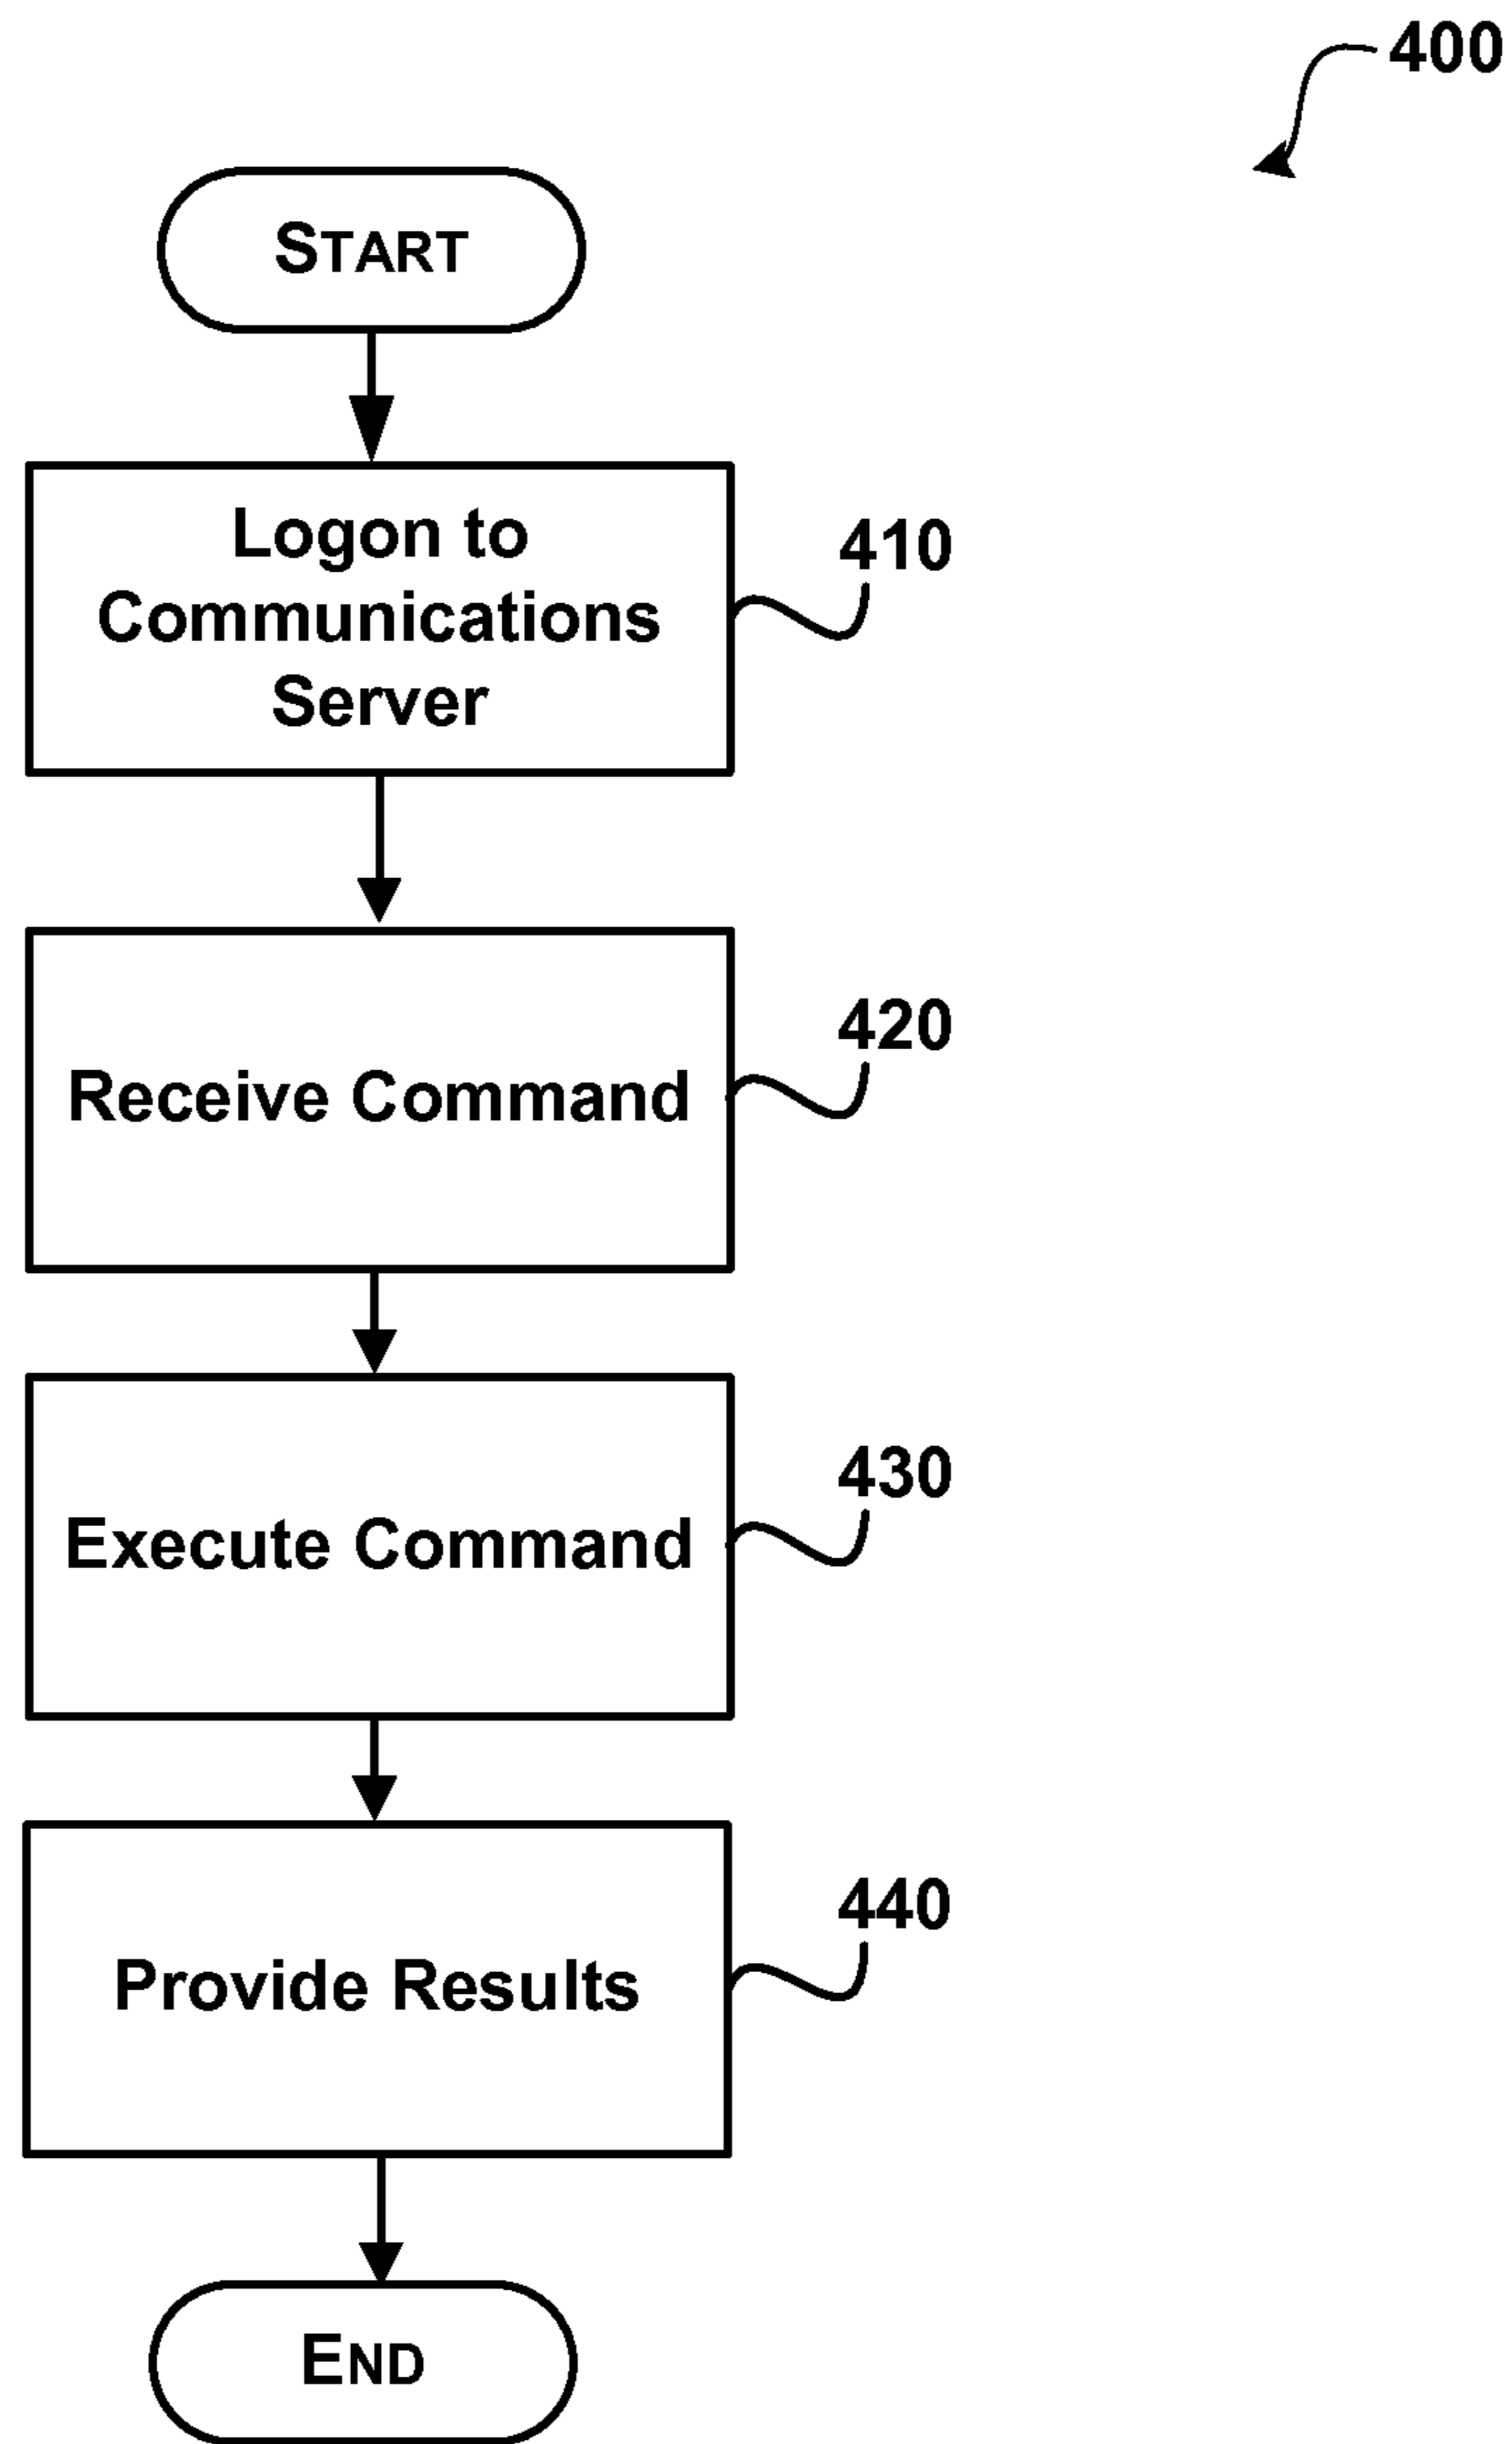 400
START
Logon to
Communications
Server
410
420
Receive Command
430
Execute Command
440
Provide Results
END